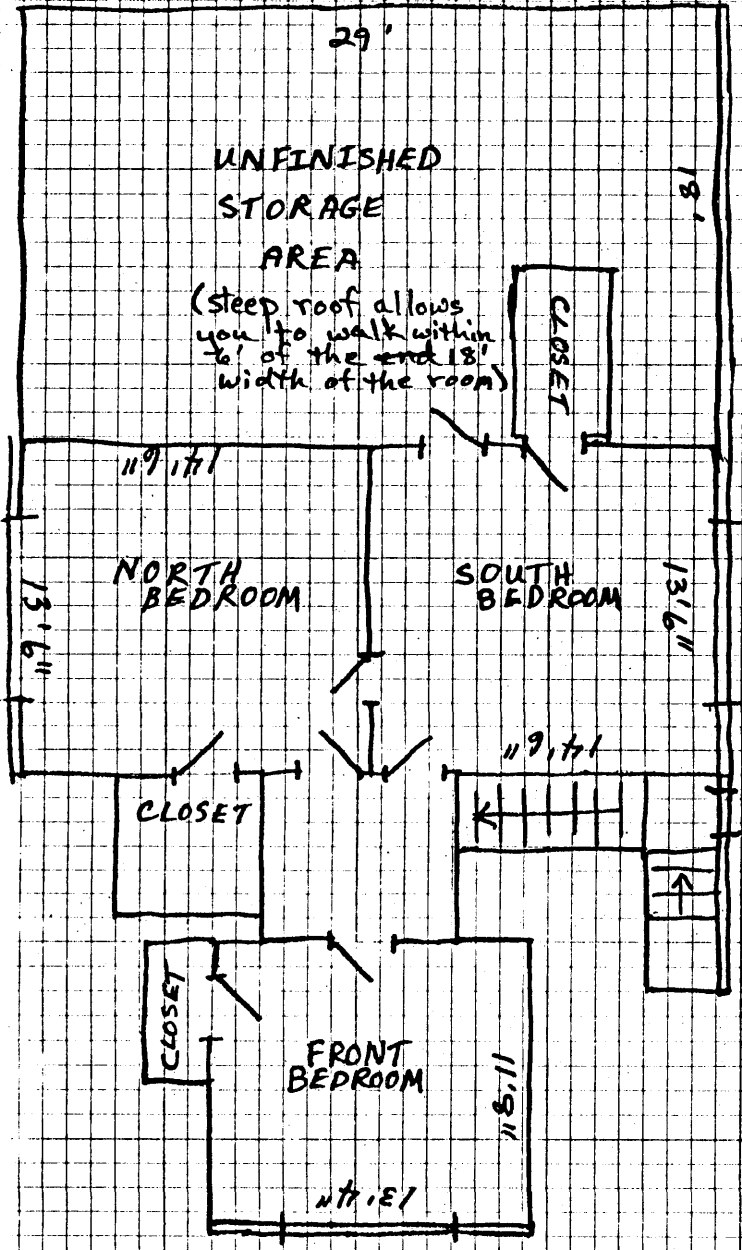 29'
UNFINISHED
STORAGE
AREA
18'
(steep roof allows
you to walk within
6' of the end 18'
width of the room)
CLOSET
14'6"
NORTH
BEDROOM
13'6"
SOUTH
BEDROOM
13'6"
14'6"
CLOSET
CLOSET
FRONT
BEDROOM
11'8"
13'4"